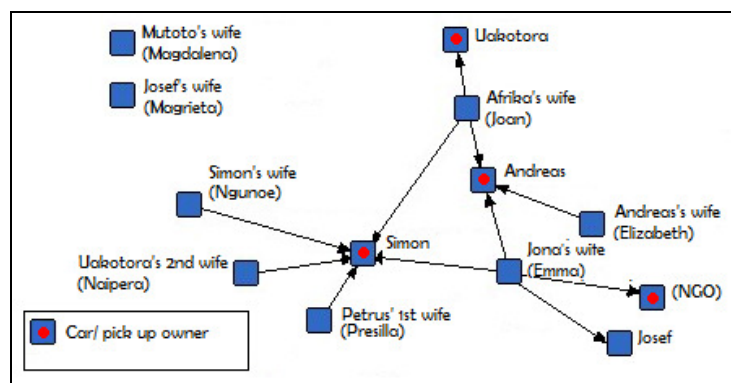 Mutoto's wife
(Magdalena)
Uakotora
Josef's wife
(Magrieta)
Afrika's wife
(Joan)
Simon's wife
(Ngunoe)
Andreas
Andreas's wife
(Elizabeth)
Simon
Jona's wife
(Emma)
Uakotora's 2nd wife
(Naipera)
(NGO)
Petrus' 1st wife
(Presilla)
Josef
Car/ pick up owner